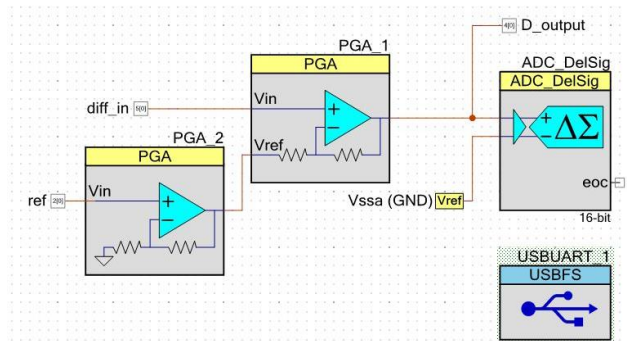 4[0] D_output
PGA_1
PGA
ADC_DelSig
ADC_DelSig
diff_in 5[0]
Vin
+
−
Vref
+
−
ΔΣ
PGA_2
PGA
ref 2[0]
Vin
+
−
Vssa (GND) Vref
eoc
16-bit
USBUART_1
USBFS